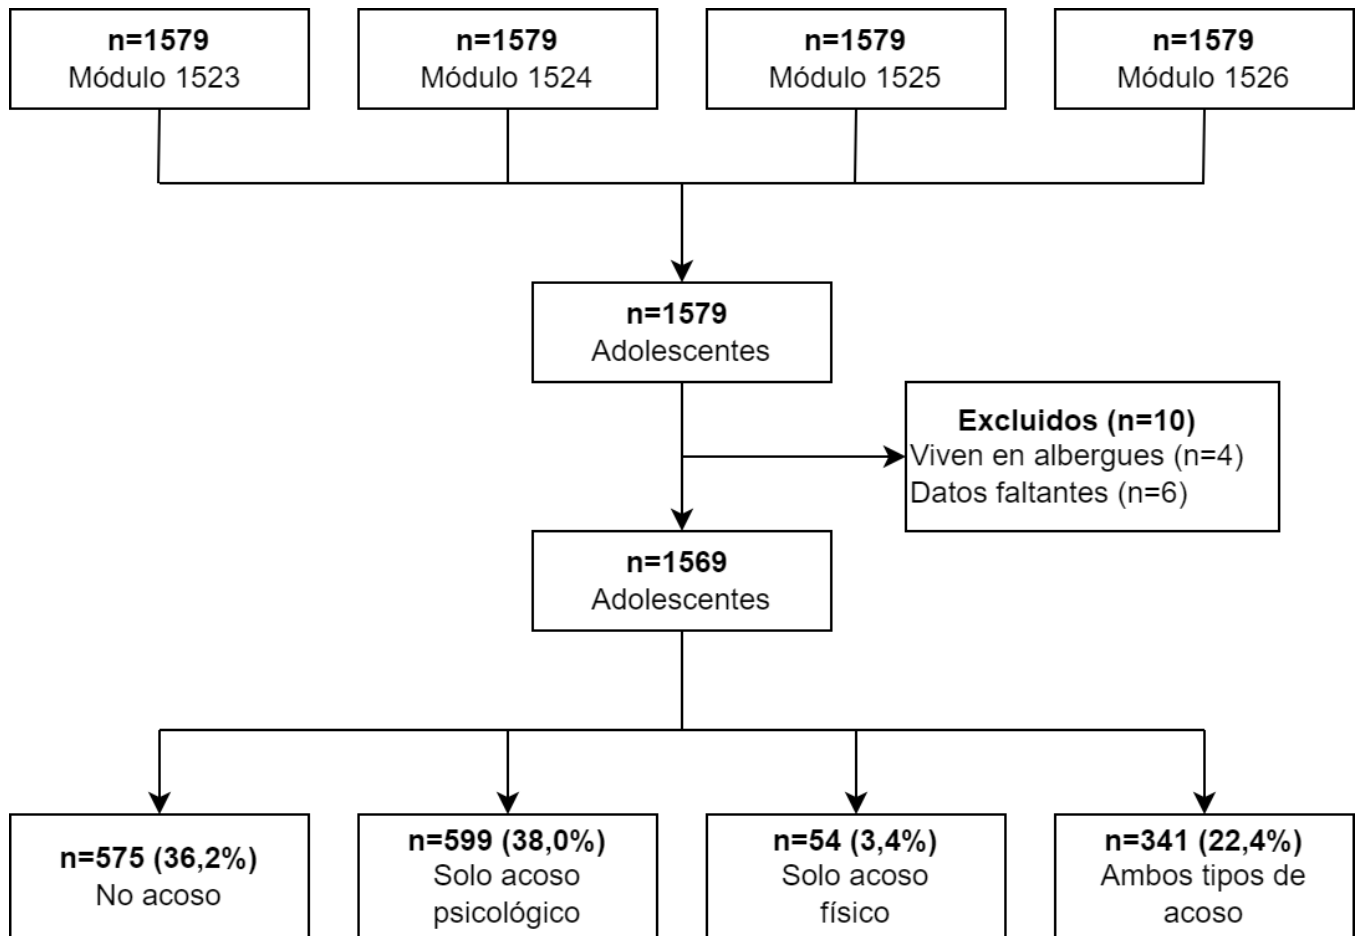 n=1579
Módulo 1523
n=1579
Módulo 1524
n=1579
Módulo 1525
n=1579
Módulo 1526
n=1579
Adolescentes
Excluidos (n=10)
Viven en albergues (n=4)
Datos faltantes (n=6)
n=1569
Adolescentes
n=575 (36,2%)
No acoso
n=599 (38,0%)
Solo acoso
psicológico
n=54 (3,4%)
Solo acoso
físico
n=341 (22,4%)
Ambos tipos de
acoso